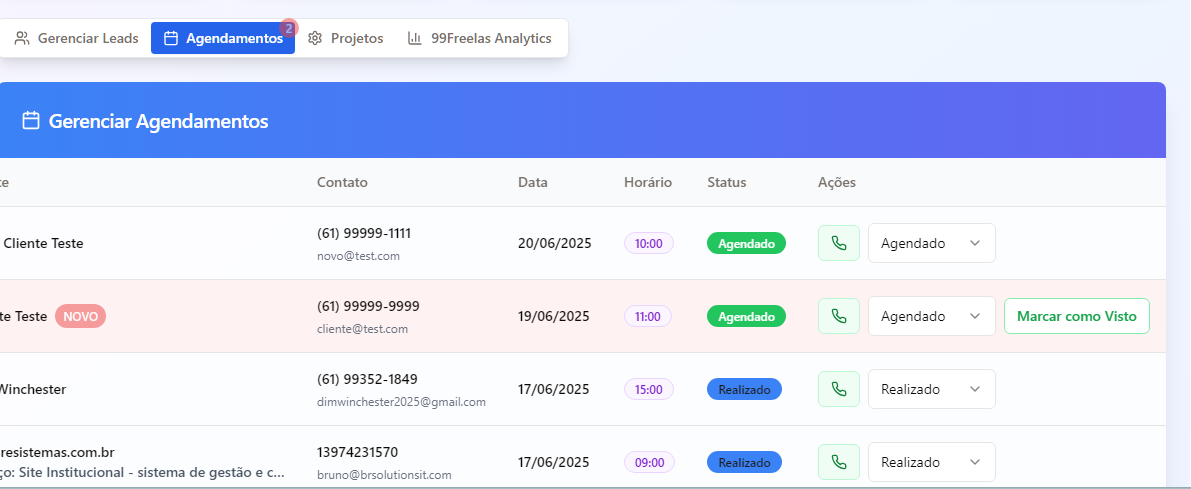 Gerenciar Leads
Agendamentos 2
Projetos
99Freelas Analytics
Gerenciar Agendamentos
te Contato Data Horário Status Ações
Cliente Teste (61) 99999-1111 20/06/2025 10:00 Agendado Agendado
novo@test.com
te Teste NOVO (61) 99999-9999 19/06/2025 11:00 Agendado Agendado Marcar como Visto
cliente@test.com
Winchester (61) 99352-1849 17/06/2025 15:00 Realizado Realizado
dimwinchester2025@gmail.com
resistemas.com.br 13974231570 17/06/2025 09:00 Realizado Realizado
ço: Site Institucional - sistema de gestão e c... bruno@brsolutionsit.com